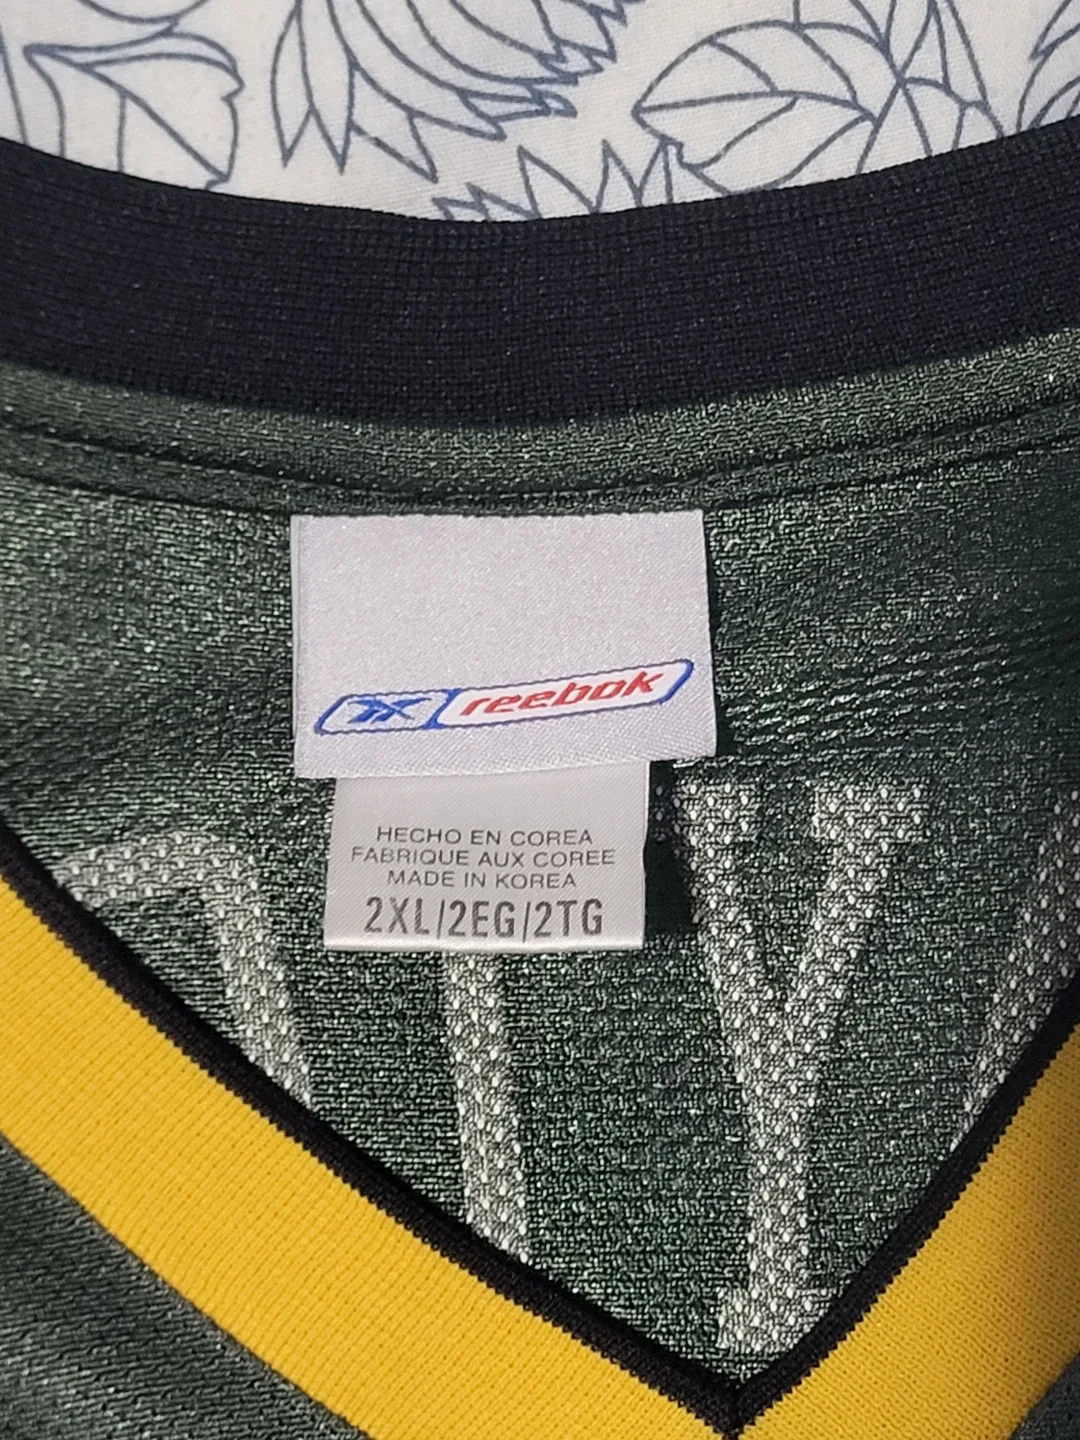 reebok
HECHO EN COREA
FABRIQUE AUX COREE
MADE IN KOREA
2XL/2EG/2TG